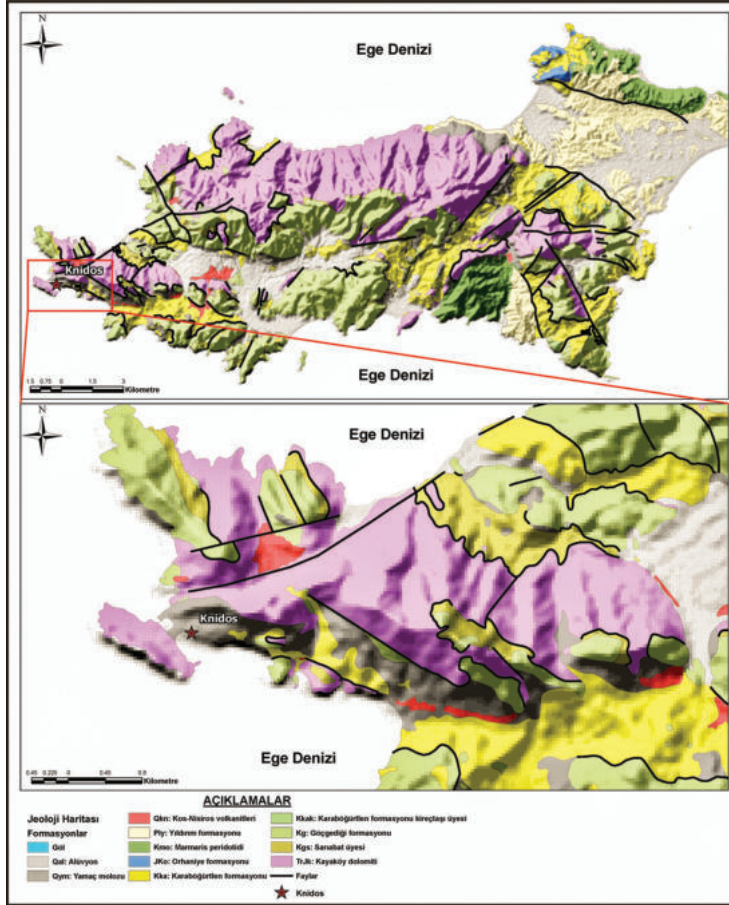 N
Ege Denizi
Knidos
Ege Denizi
1.5 0.75 0 1.5 3
Kilometre
N
Ege Denizi
Knidos
Ege Denizi
0.45 0.225 0 0.45 0.9
Kilometre
AÇIKLAMALAR
Jeoloji Haritası
Formasyonlar
Göl
Qal: Alüvyon
Qym: Yamaç molozu
Qkn: Kos-Nisiros volkanitleri
Ply: Yıldırım formasyonu
Kmo: Marmaris peridotidi
JKo: Orhaniye formasyonu
Kka: Karaböğürtlen formasyonu
Kkak: Karaböğürtlen formasyonu kireçtaşı üyesi
Kg: Göçgediği formasyonu
Kgs: Sanabat üyesi
TrJk: Kayaköy dolomiti
Faylar
Knidos